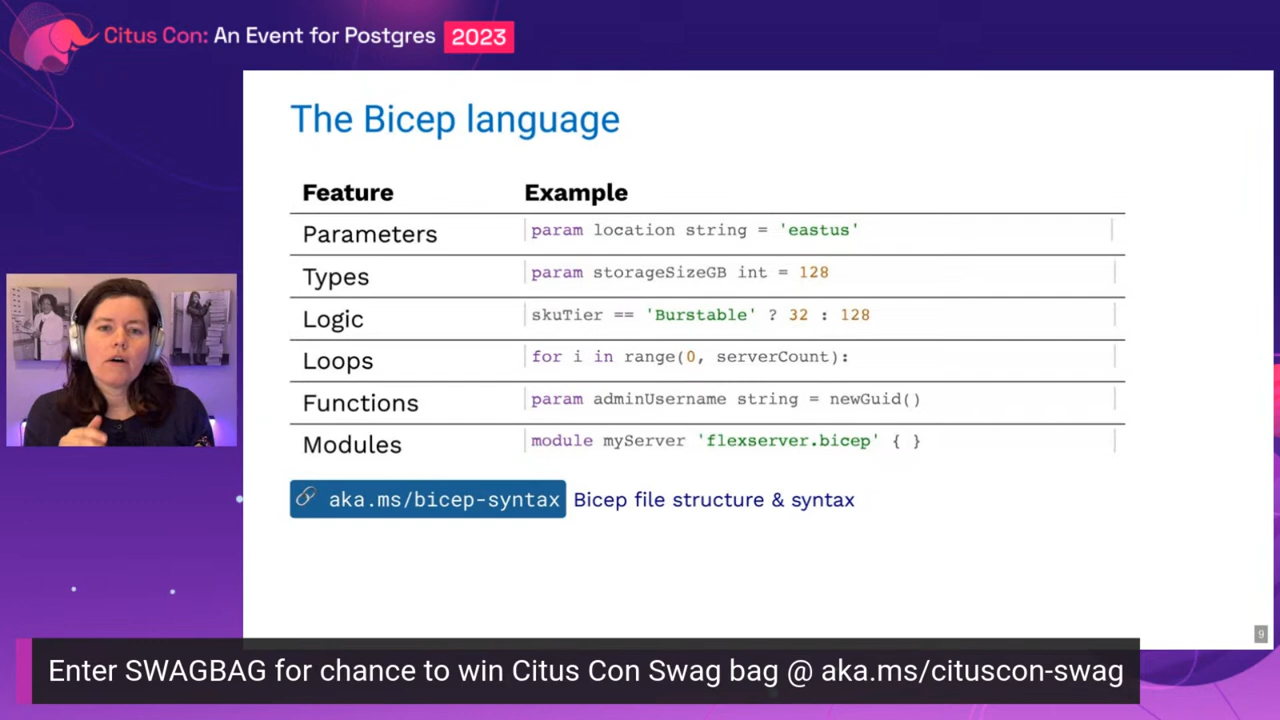 Citus Con: An Event for Postgres 2023
The Bicep language
Feature Example
Parameters param location string = 'eastus'
Types param storageSizeGB int = 128
Logic skuTier == 'Burstable' ? 32 : 128
Loops for i in range(0, serverCount):
Functions param adminUsername string = newGuid()
Modules module myServer 'flexserver.bicep' { }
aka.ms/bicep-syntax Bicep file structure & syntax
9
Enter SWAGBAG for chance to win Citus Con Swag bag @ aka.ms/cituscon-swag